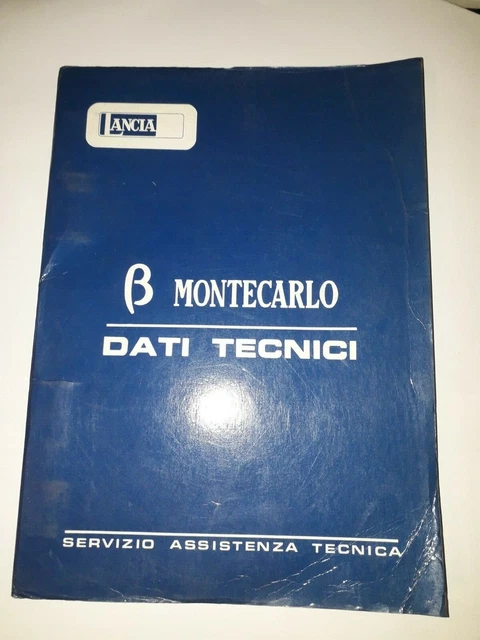 LANCIA
β MONTECARLO
DATI TECNICI
SERVIZIO ASSISTENZA TECNICA